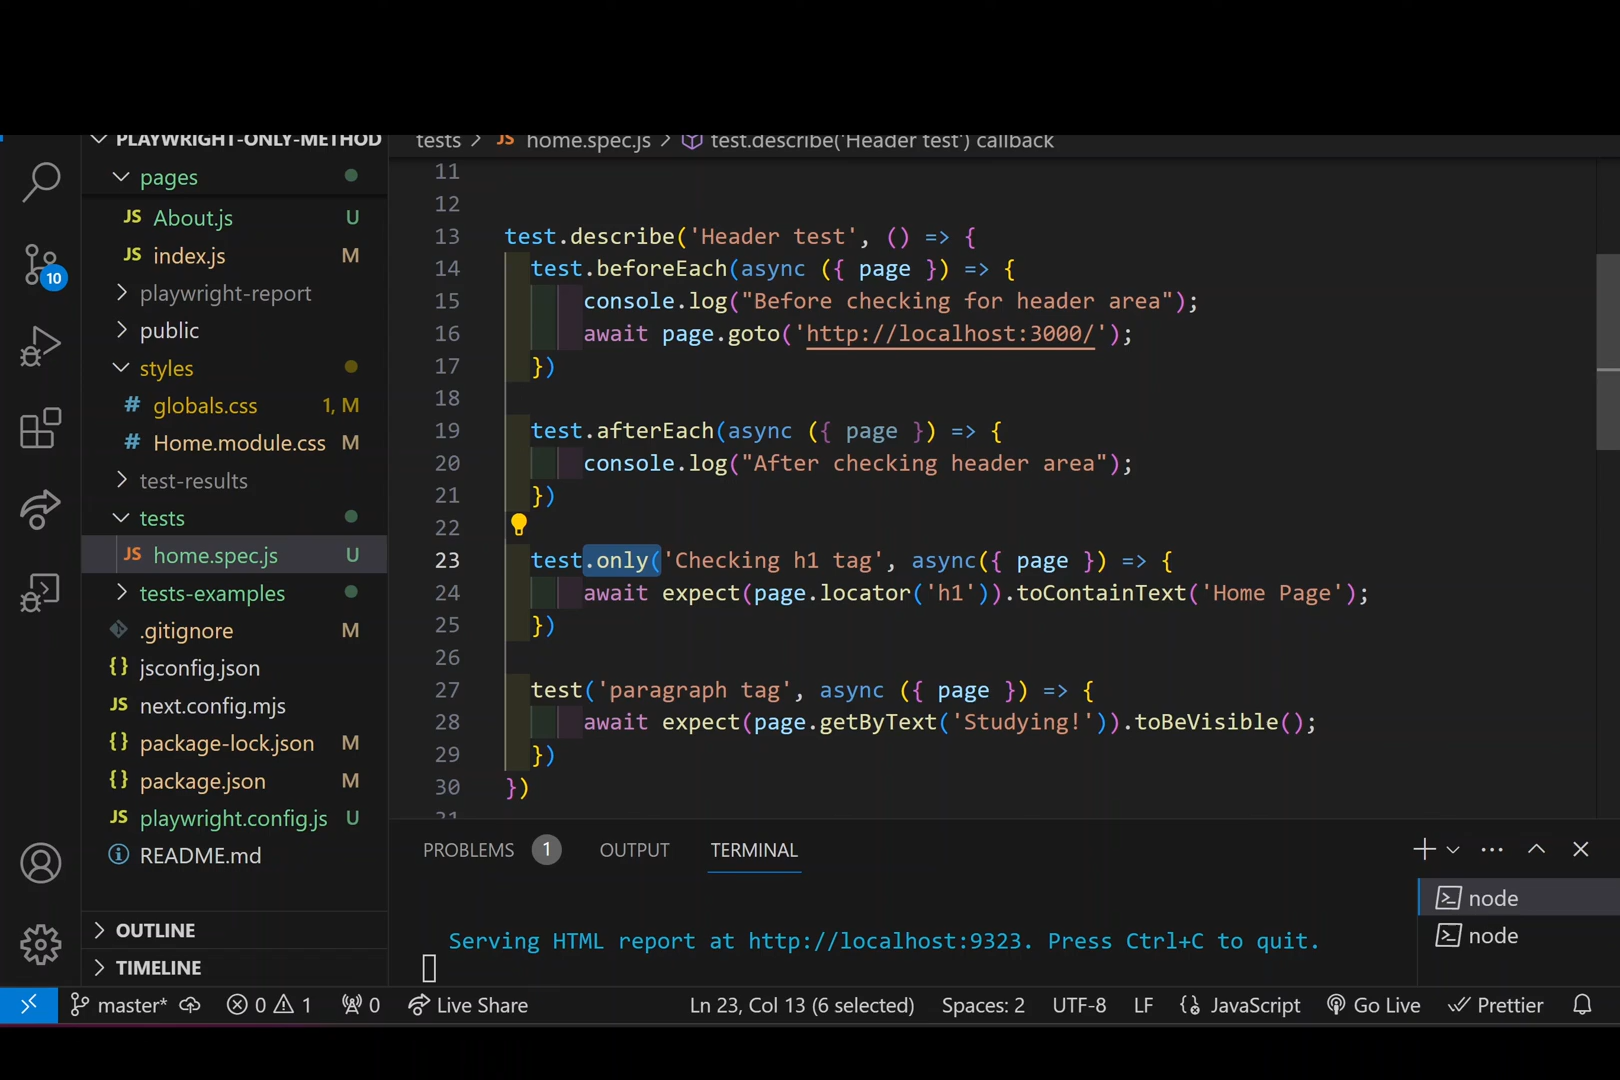 PLAYWRIGHT-ONLY-METHOD
pages
JS About.js U
JS index.js M
playwright-report
public
styles
# globals.css 1, M
# Home.module.css M
test-results
tests
JS home.spec.js U
tests-examples
.gitignore M
{} jsconfig.json
JS next.config.mjs
{} package-lock.json M
{} package.json M
JS playwright.config.js U
README.md
OUTLINE
TIMELINE
10
tests > JS home.spec.js > test.describe('Header test') callback
11
12
13 test.describe('Header test', () => {
14 test.beforeEach(async ({ page }) => {
15 console.log("Before checking for header area");
16 await page.goto('http://localhost:3000/');
17 })
18
19 test.afterEach(async ({ page }) => {
20 console.log("After checking header area");
21 })
22
23 test.only('Checking h1 tag', async({ page }) => {
24 await expect(page.locator('h1')).toContainText('Home Page');
25 })
26
27 test('paragraph tag', async ({ page }) => {
28 await expect(page.getByText('Studying!')).toBeVisible();
29 })
30 })
31
PROBLEMS 1 OUTPUT TERMINAL
Serving HTML report at http://localhost:9323. Press Ctrl+C to quit.
node
node
master* 0 1 0 Live Share Ln 23, Col 13 (6 selected) Spaces: 2 UTF-8 LF {} JavaScript Go Live Prettier